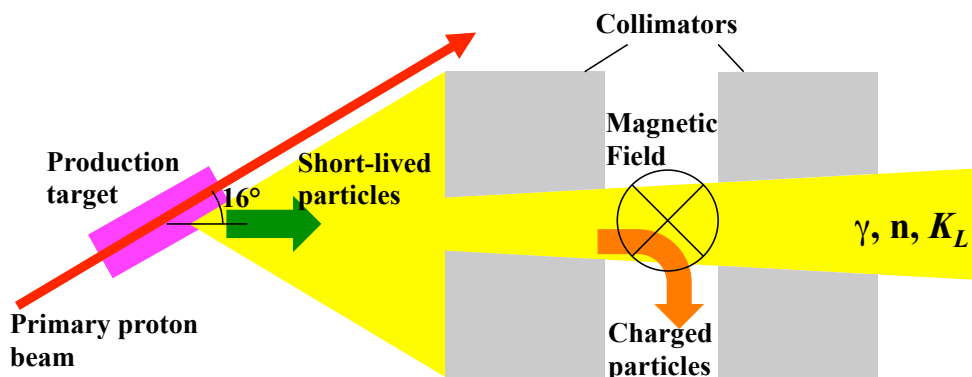 Collimators
Magnetic
Field
Production
target
Short-lived
particles
16°
γ, n, K_L
Primary proton
beam
Charged
particles